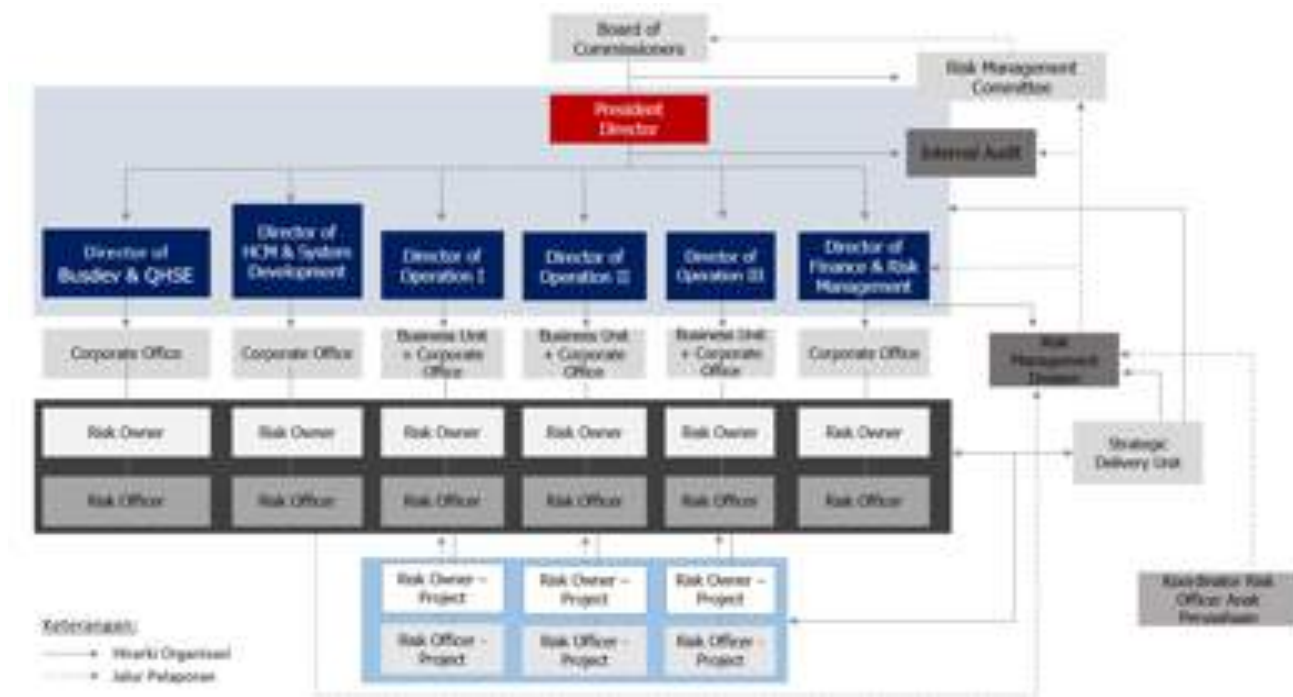 Board of
Commissioners
Risk Management
Committee
President
Director
Internal Audit
Director of
Busdev & QHSE
Director of
HCM & System
Development
Director of
Operation I
Director of
Operation II
Director of
Operation III
Director of
Finance & Risk
Management
Corporate Office
Corporate Office
Business Unit
+ Corporate
Office
Business Unit
+ Corporate
Office
Business Unit
+ Corporate
Office
Corporate Office
Risk
Management
Division
Risk Owner
Risk Owner
Risk Owner
Risk Owner
Risk Owner
Risk Owner
Strategic
Delivery Unit
Risk Officer
Risk Officer
Risk Officer
Risk Officer
Risk Officer
Risk Officer
Risk Owner –
Project
Risk Owner –
Project
Risk Owner –
Project
Koordinator Risk
Officer Anak
Perusahaan
Risk Officer -
Project
Risk Officer -
Project
Risk Officer -
Project
Keterangan:
Hirarki Organisasi
Jalur Pelaporan